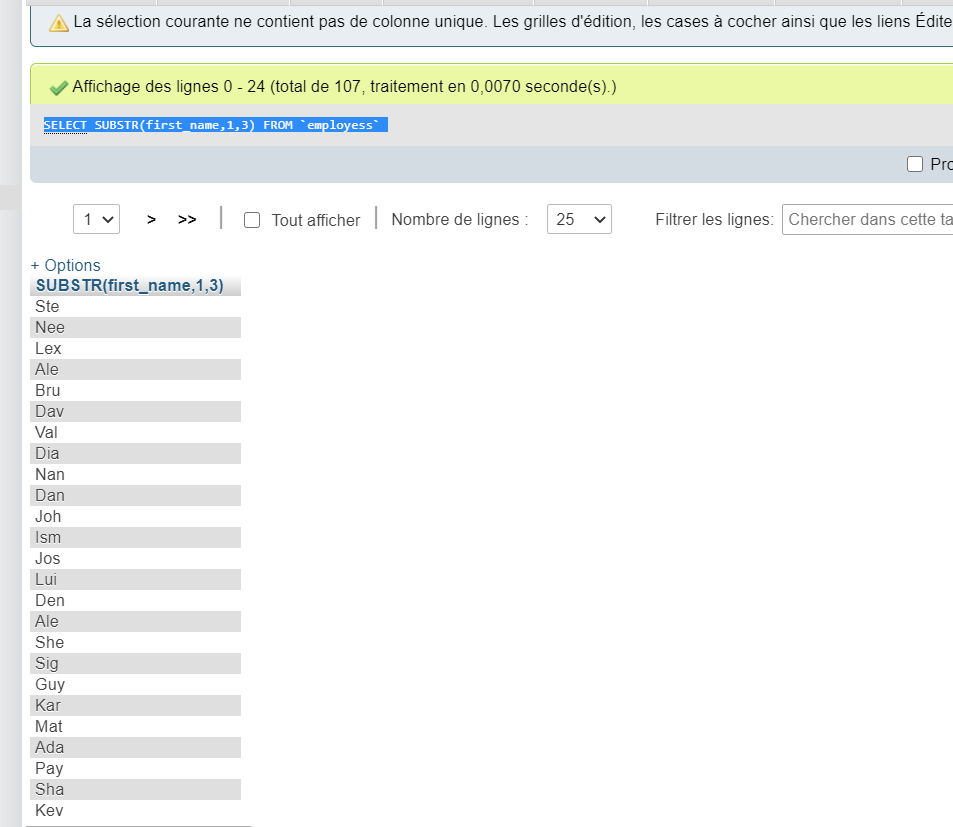 La sélection courante ne contient pas de colonne unique. Les grilles d'édition, les cases à cocher ainsi que les liens Édite
Affichage des lignes 0 - 24 (total de 107, traitement en 0,0070 seconde(s).)
SELECT SUBSTR(first_name,1,3) FROM `employess`
Pro
1 > >> Tout afficher Nombre de lignes : 25 Filtrer les lignes: Chercher dans cette ta
+ Options
SUBSTR(first_name,1,3)
Ste
Nee
Lex
Ale
Bru
Dav
Val
Dia
Nan
Dan
Joh
Ism
Jos
Lui
Den
Ale
She
Sig
Guy
Kar
Mat
Ada
Pay
Sha
Kev